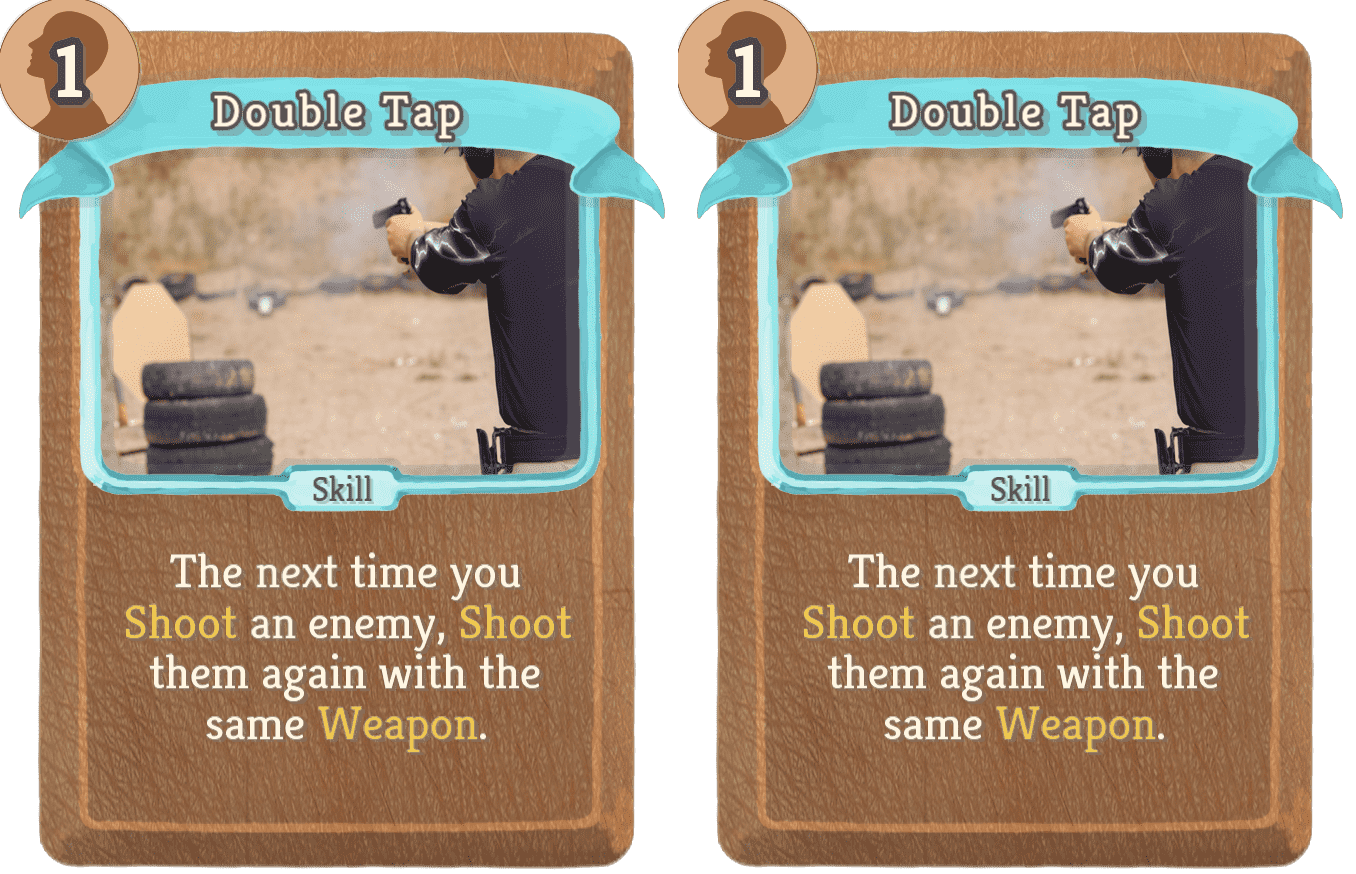 1
Double Tap
Skill
The next time you
Shoot an enemy, Shoot
them again with the
same Weapon.
1
Double Tap
Skill
The next time you
Shoot an enemy, Shoot
them again with the
same Weapon.